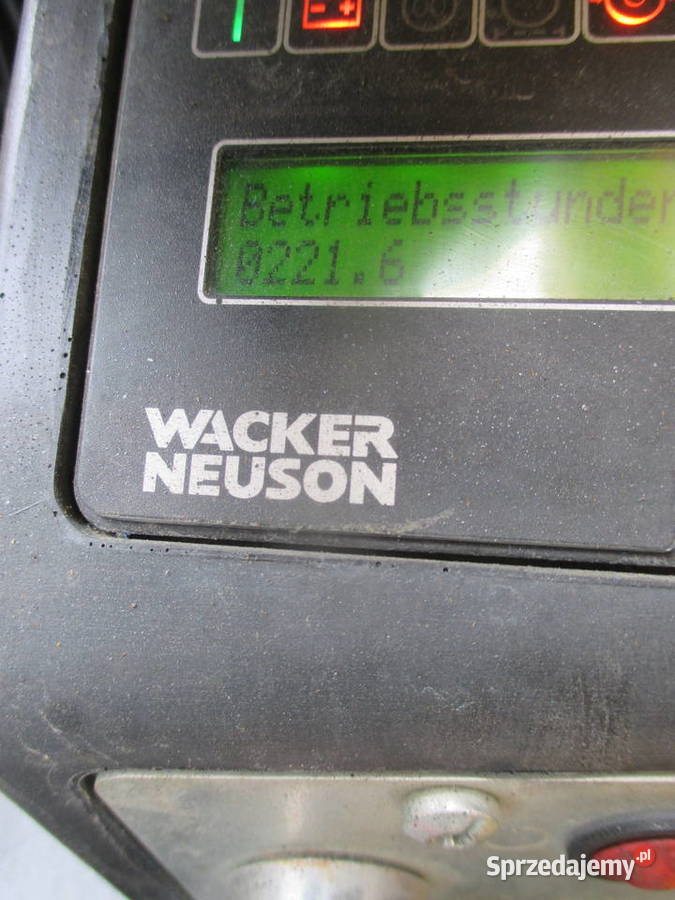 Betriebsstunden
0221.6
WACKER
NEUSON
Sprzedajemy.pl